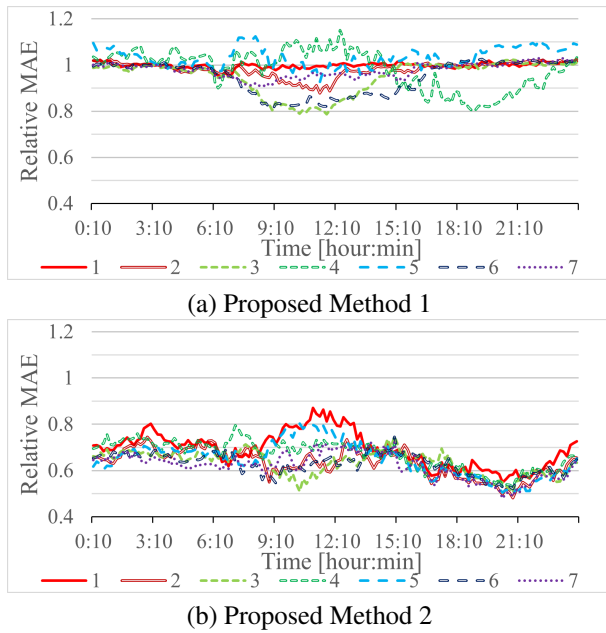 Relative MAE
1.2
1
0.8
0.6
0.4
0:10 3:10 6:10 9:10 12:10 15:10 18:10 21:10
Time [hour:min]
1 2 3 4 5 6 7
(a) Proposed Method 1
Relative MAE
1.2
1
0.8
0.6
0.4
0:10 3:10 6:10 9:10 12:10 15:10 18:10 21:10
Time [hour:min]
1 2 3 4 5 6 7
(b) Proposed Method 2